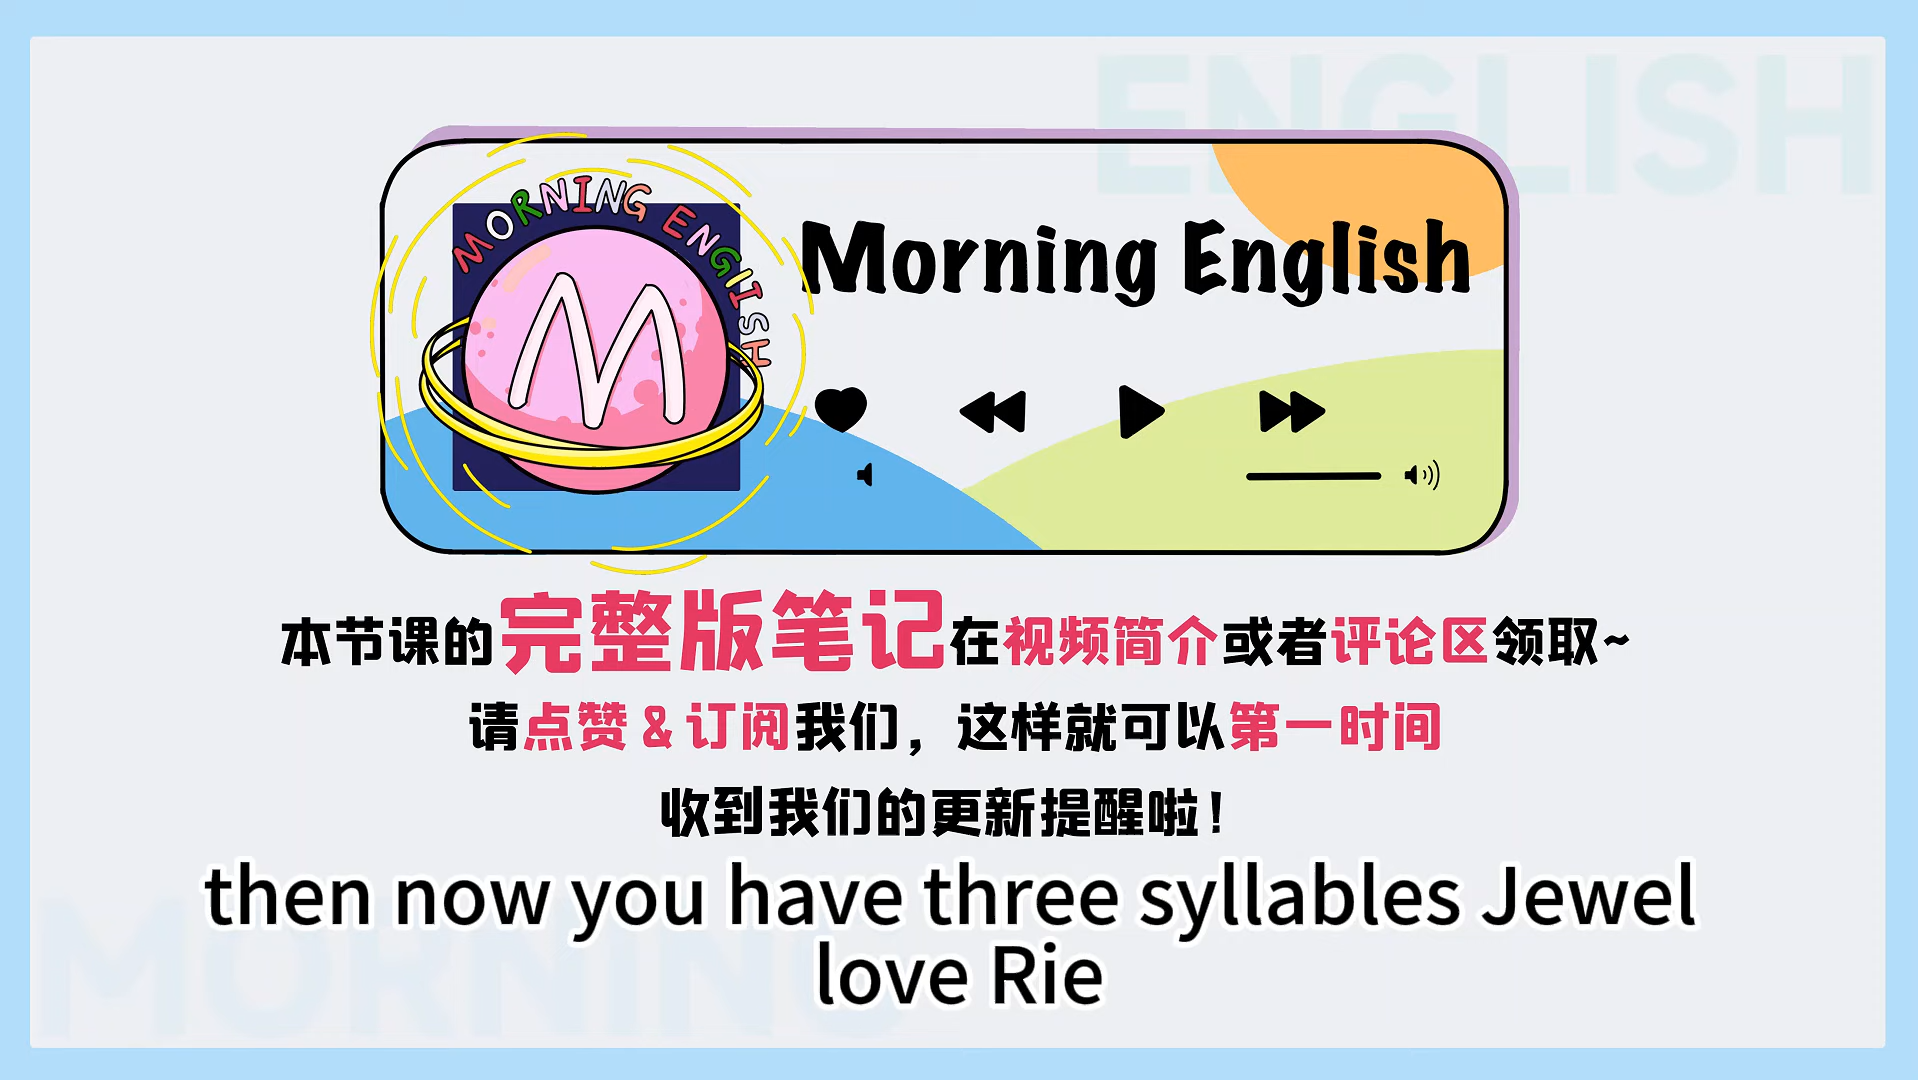 ENGLISH
MORNING ENGLISH
M
Morning English
本节课的完整版笔记在视频简介或者评论区领取~
请点赞&订阅我们，这样就可以第一时间
收到我们的更新提醒啦！
then now you have three syllables Jewel
love Rie
MORNING